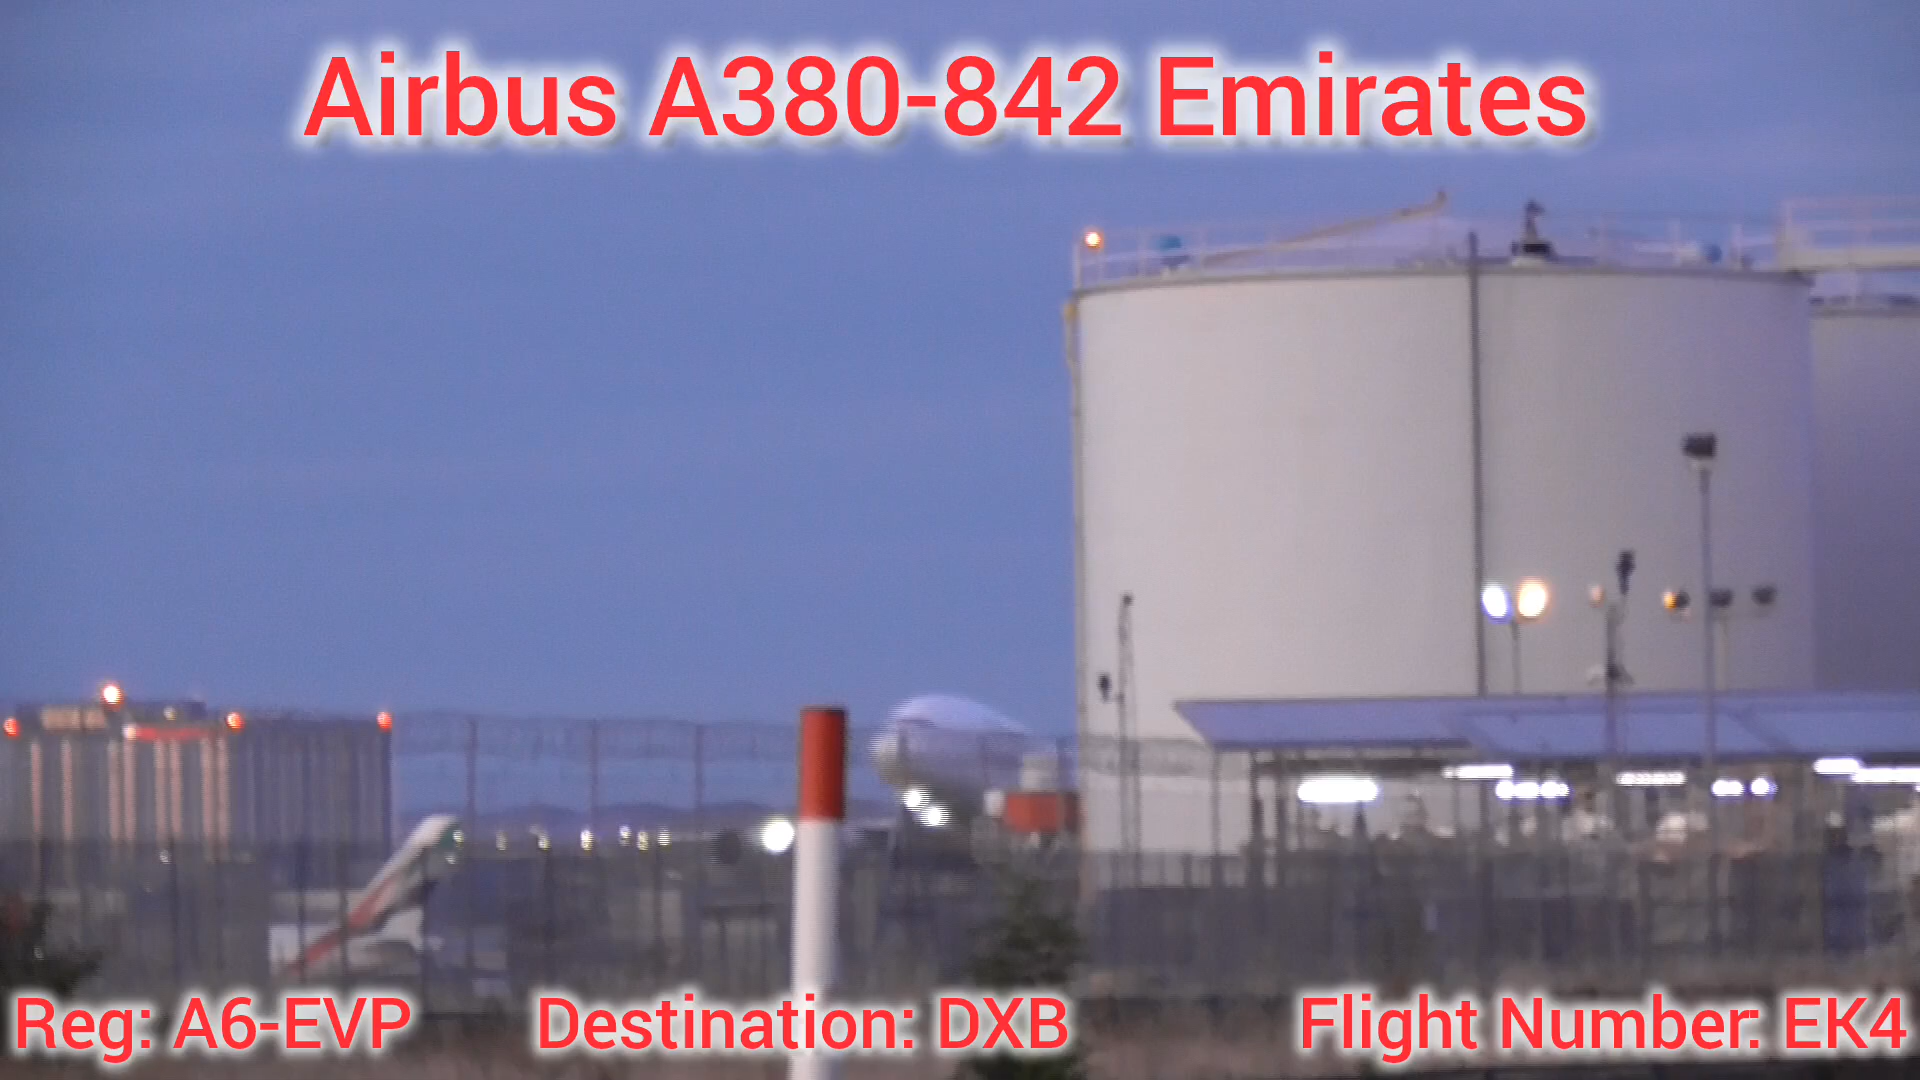 Airbus A380-842 Emirates
Reg: A6-EVP
Destination: DXB
Flight Number: EK4